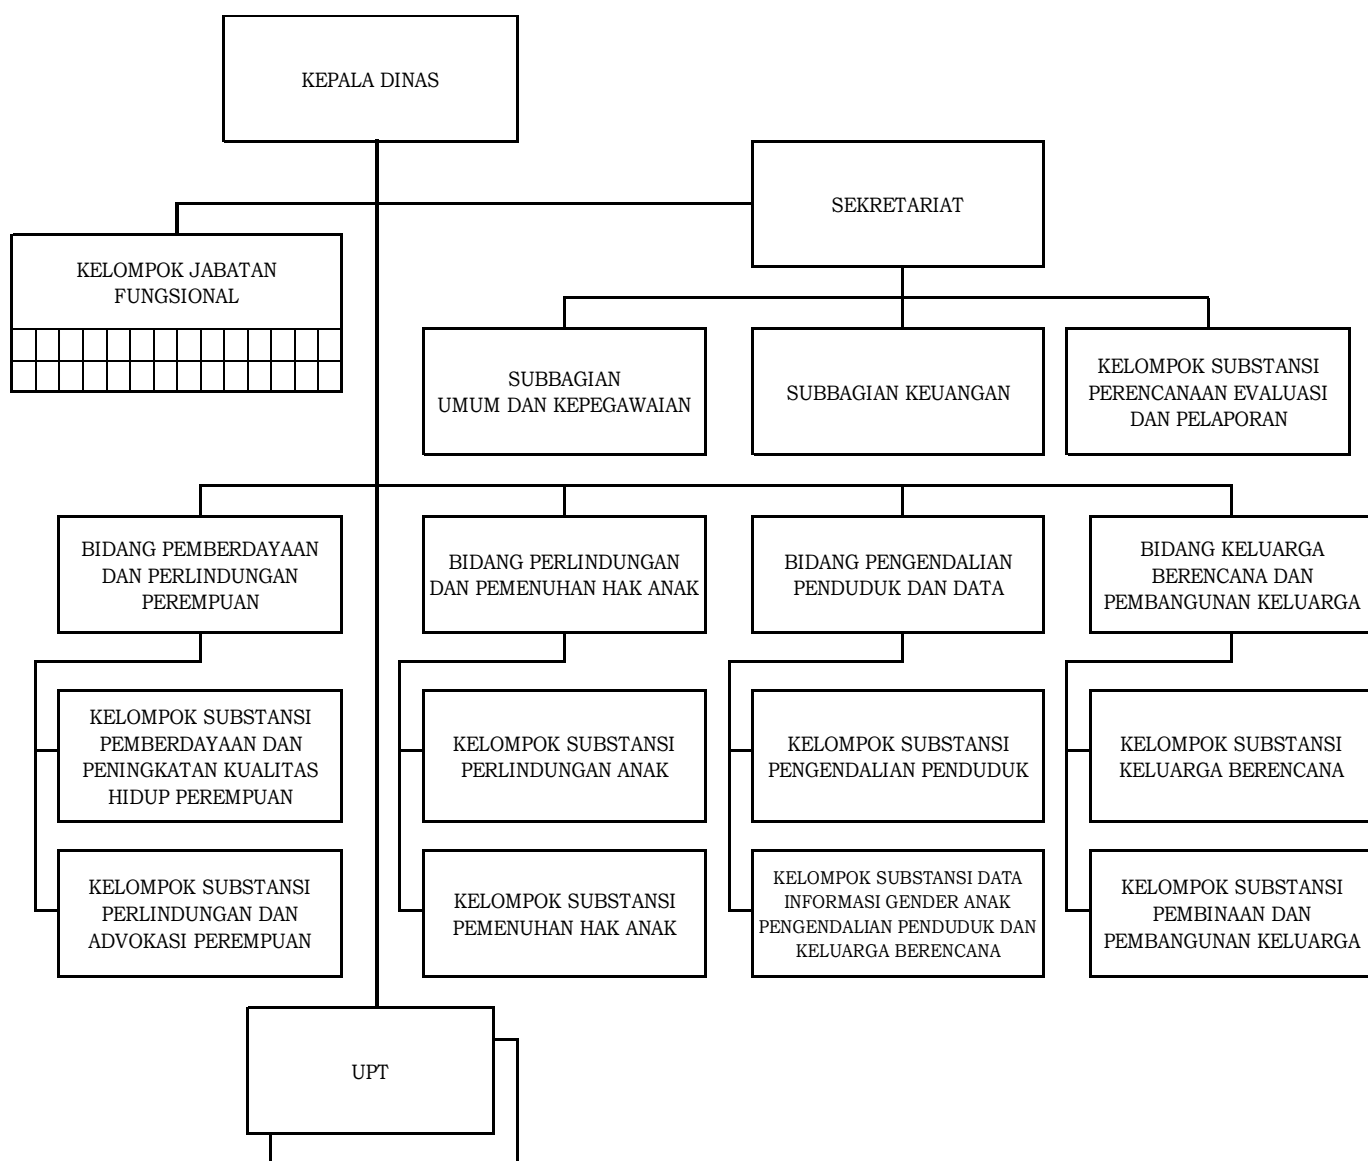 KEPALA DINAS
SEKRETARIAT
KELOMPOK JABATAN
FUNGSIONAL
SUBBAGIAN
UMUM DAN KEPEGAWAIAN
SUBBAGIAN KEUANGAN
KELOMPOK SUBSTANSI
PERENCANAAN EVALUASI
DAN PELAPORAN
BIDANG PEMBERDAYAAN
DAN PERLINDUNGAN
PEREMPUAN
BIDANG PERLINDUNGAN
DAN PEMENUHAN HAK ANAK
BIDANG PENGENDALIAN
PENDUDUK DAN DATA
BIDANG KELUARGA
BERENCANA DAN
PEMBANGUNAN KELUARGA
KELOMPOK SUBSTANSI
PEMBERDAYAAN DAN
PENINGKATAN KUALITAS
HIDUP PEREMPUAN
KELOMPOK SUBSTANSI
PERLINDUNGAN ANAK
KELOMPOK SUBSTANSI
PENGENDALIAN PENDUDUK
KELOMPOK SUBSTANSI
KELUARGA BERENCANA
KELOMPOK SUBSTANSI
PERLINDUNGAN DAN
ADVOKASI PEREMPUAN
KELOMPOK SUBSTANSI
PEMENUHAN HAK ANAK
KELOMPOK SUBSTANSI DATA
INFORMASI GENDER ANAK
PENGENDALIAN PENDUDUK DAN
KELUARGA BERENCANA
KELOMPOK SUBSTANSI
PEMBINAAN DAN
PEMBANGUNAN KELUARGA
UPT